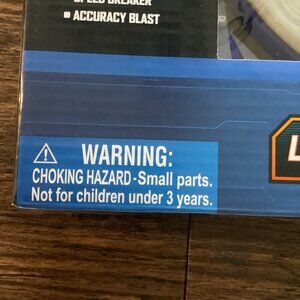 SPEED BREAKER
■ ACCURACY BLAST
L
⚠ WARNING:
CHOKING HAZARD-Small parts.
Not for children under 3 years.